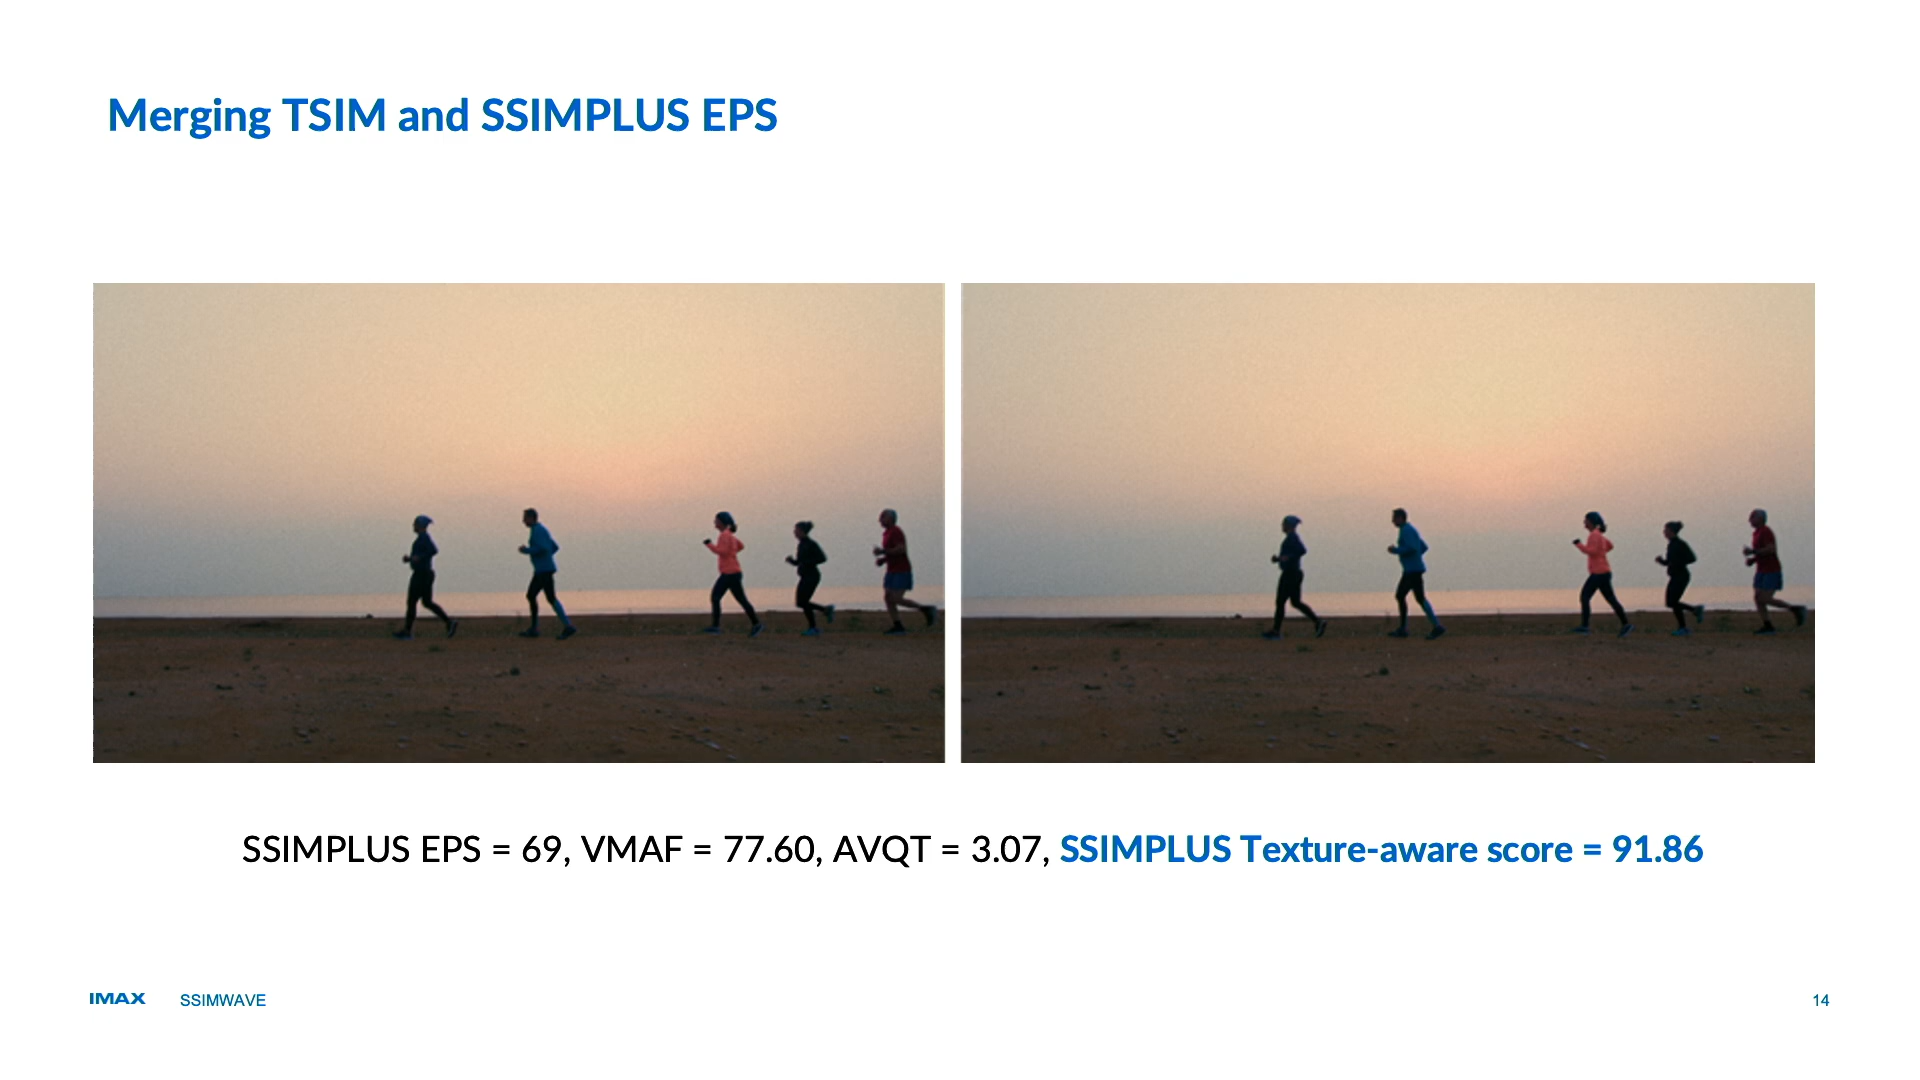 Merging TSIM and SSIMPLUS EPS
SSIMPLUS EPS = 69, VMAF = 77.60, AVQT = 3.07, SSIMPLUS Texture-aware score = 91.86
IMAX SSIMWAVE 14